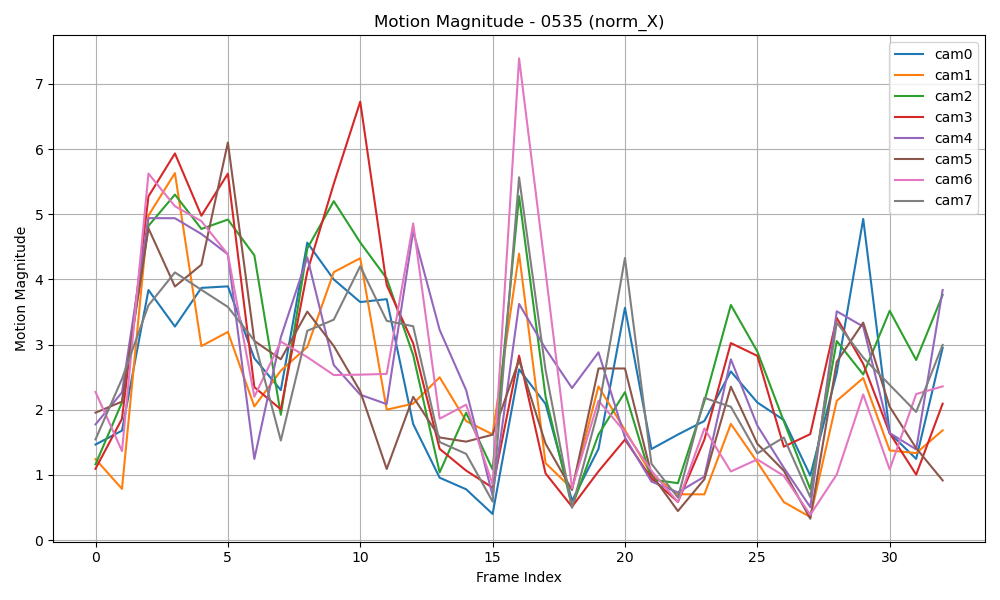 Motion Magnitude - 0535 (norm_X)
cam0
cam1
cam2
cam3
cam4
cam5
cam6
cam7
7
6
5
4
3
2
1
0
Motion Magnitude
0 5 10 15 20 25 30
Frame Index